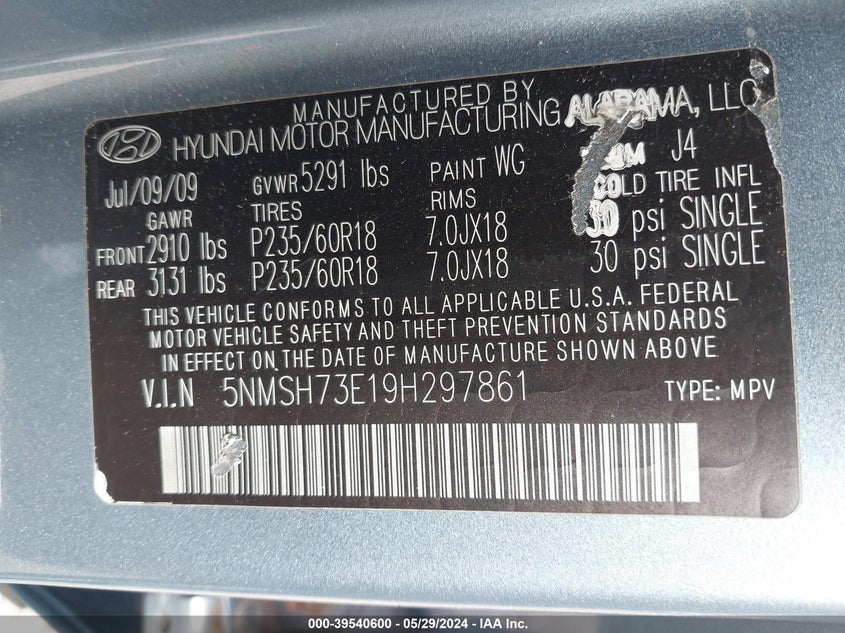 MANUFACTURED BY
HYUNDAI MOTOR MANUFACTURING ALABAMA, LLC
Jul/09/09 GVWR 5291 lbs PAINT WG J4
GAWR TIRES RIMS COLD TIRE INFL
FRONT 2910 lbs P235/60R18 7.0JX18 30 psi SINGLE
REAR 3131 lbs P235/60R18 7.0JX18 30 psi SINGLE
THIS VEHICLE CONFORMS TO ALL APPLICABLE U.S.A. FEDERAL
MOTOR VEHICLE SAFETY AND THEFT PREVENTION STANDARDS
IN EFFECT ON THE DATE OF MANUFACTURE SHOWN ABOVE
V.I.N 5NMSH73E19H297861 TYPE: MPV
000-39540600 - 05/29/2024 - IAA Inc.